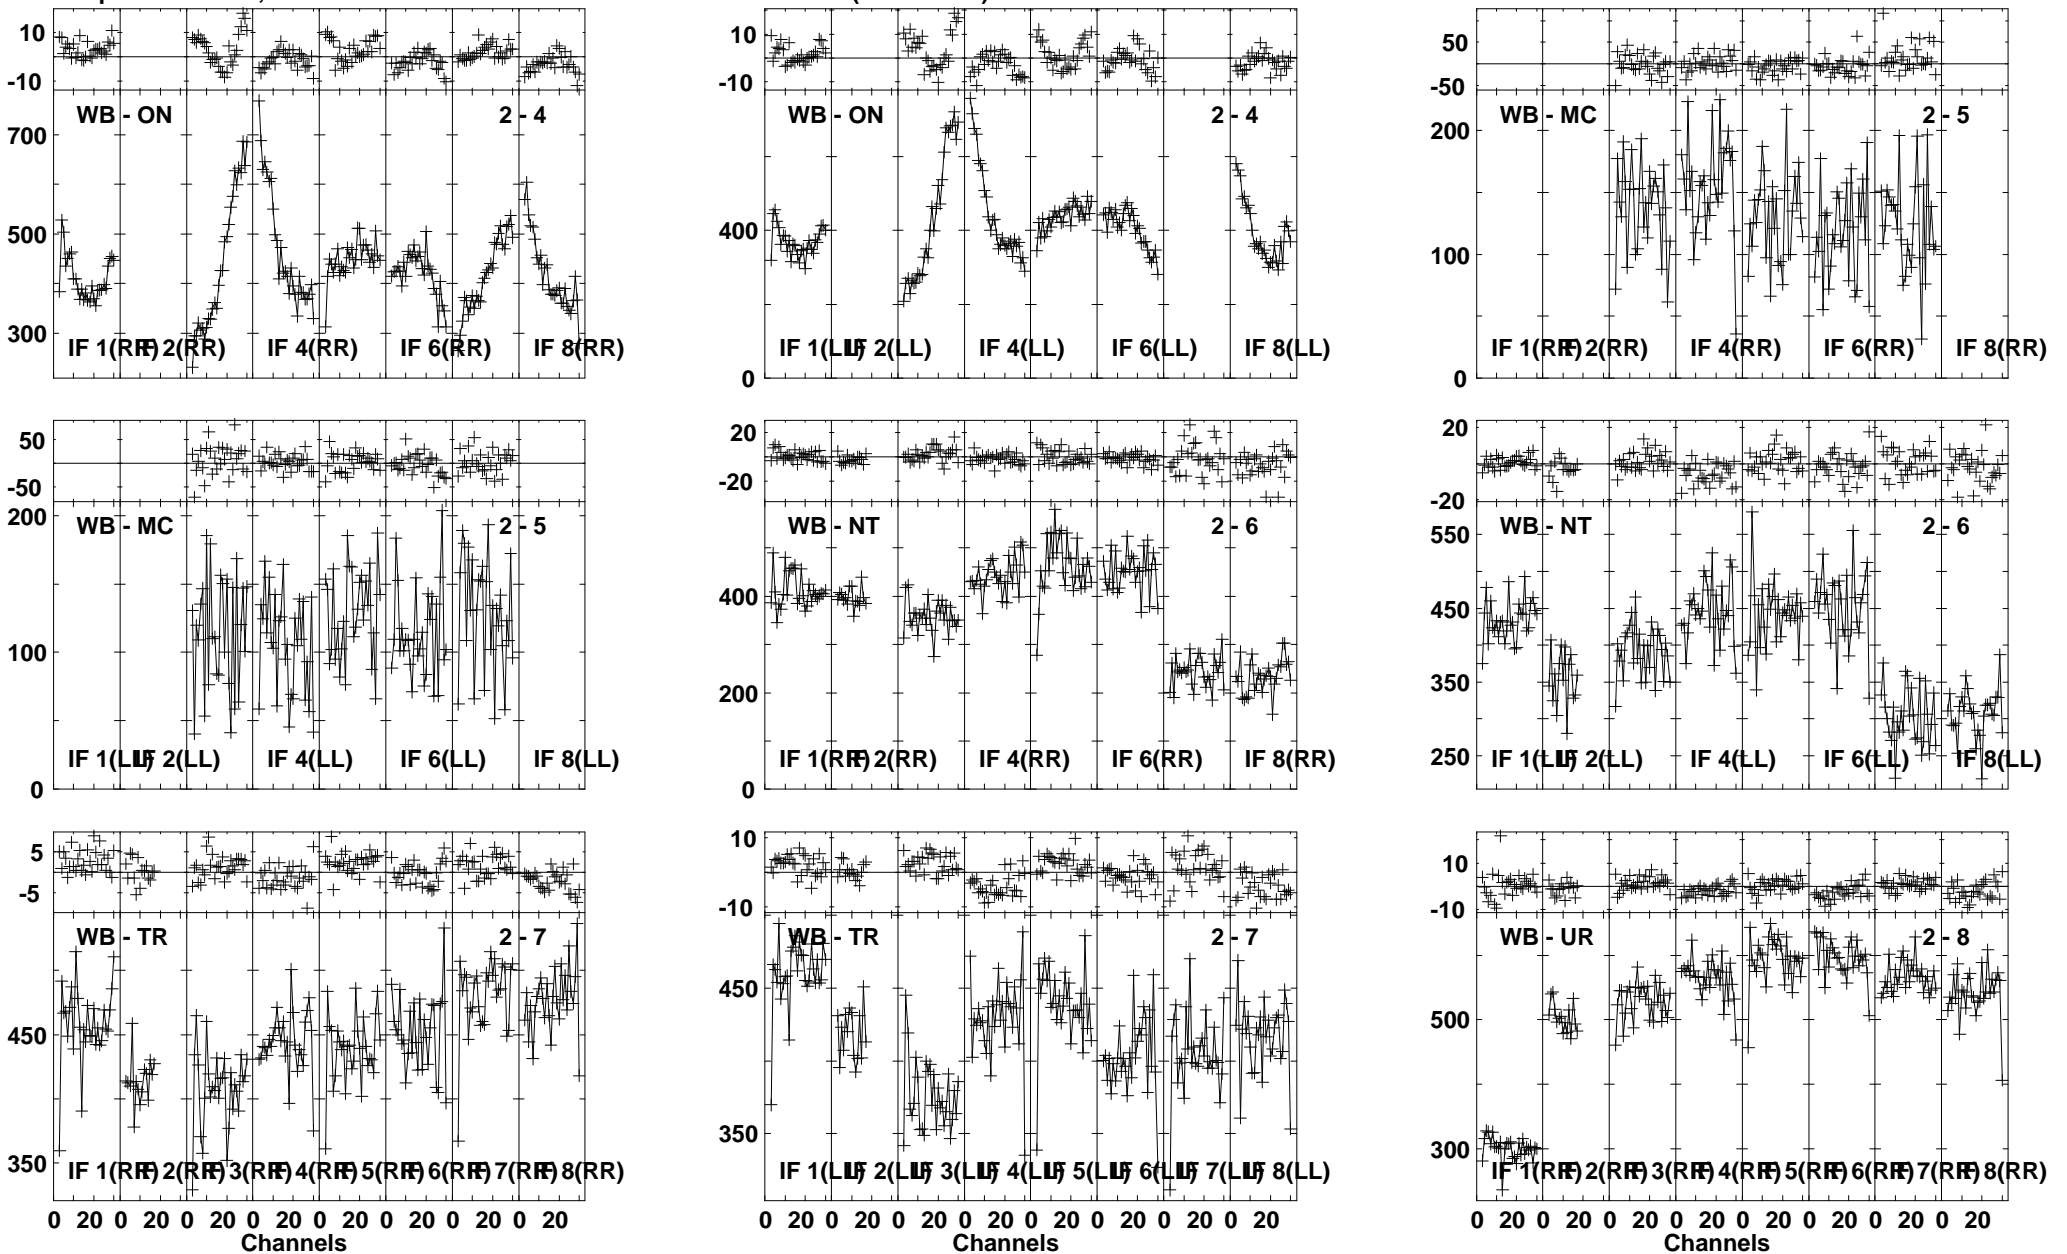 10
-10
WB - ON 2 - 4
700
500
300
IF 1(RR) IF 2(RR) IF 4(RR) IF 6(RR) IF 8(RR)
10
-10
WB - ON 2 - 4
400
0
IF 1(LL) IF 2(LL) IF 4(LL) IF 6(LL) IF 8(LL)
50
-50
WB - MC 2 - 5
200
100
0
IF 1(RR) IF 2(RR) IF 4(RR) IF 6(RR) IF 8(RR)
50
-50
WB - MC 2 - 5
200
100
0
IF 1(LL) IF 2(LL) IF 4(LL) IF 6(LL) IF 8(LL)
20
-20
WB - NT 2 - 6
400
200
0
IF 1(RR) IF 2(RR) IF 4(RR) IF 6(RR) IF 8(RR)
20
-20
WB - NT 2 - 6
550
450
350
250
IF 1(LL) IF 2(LL) IF 4(LL) IF 6(LL) IF 8(LL)
5
-5
WB - TR 2 - 7
450
350
IF 1(RR) IF 2(RR) IF 3(RR) IF 4(RR) IF 5(RR) IF 6(RR) IF 7(RR) IF 8(RR)
0 20 0 20 0 20 0 20 0 20 0 20 0 20 0 20
Channels
10
-10
WB - TR 2 - 7
450
350
IF 1(LL) IF 2(LL) IF 3(LL) IF 4(LL) IF 5(LL) IF 6(LL) IF 7(LL) IF 8(LL)
0 20 0 20 0 20 0 20 0 20 0 20 0 20 0 20
Channels
10
-10
WB - UR 2 - 8
500
300
IF 1(RR) IF 2(RR) IF 3(RR) IF 4(RR) IF 5(RR) IF 6(RR) IF 7(RR) IF 8(RR)
0 20 0 20 0 20 0 20 0 20 0 20 0 20 0 20
Channels